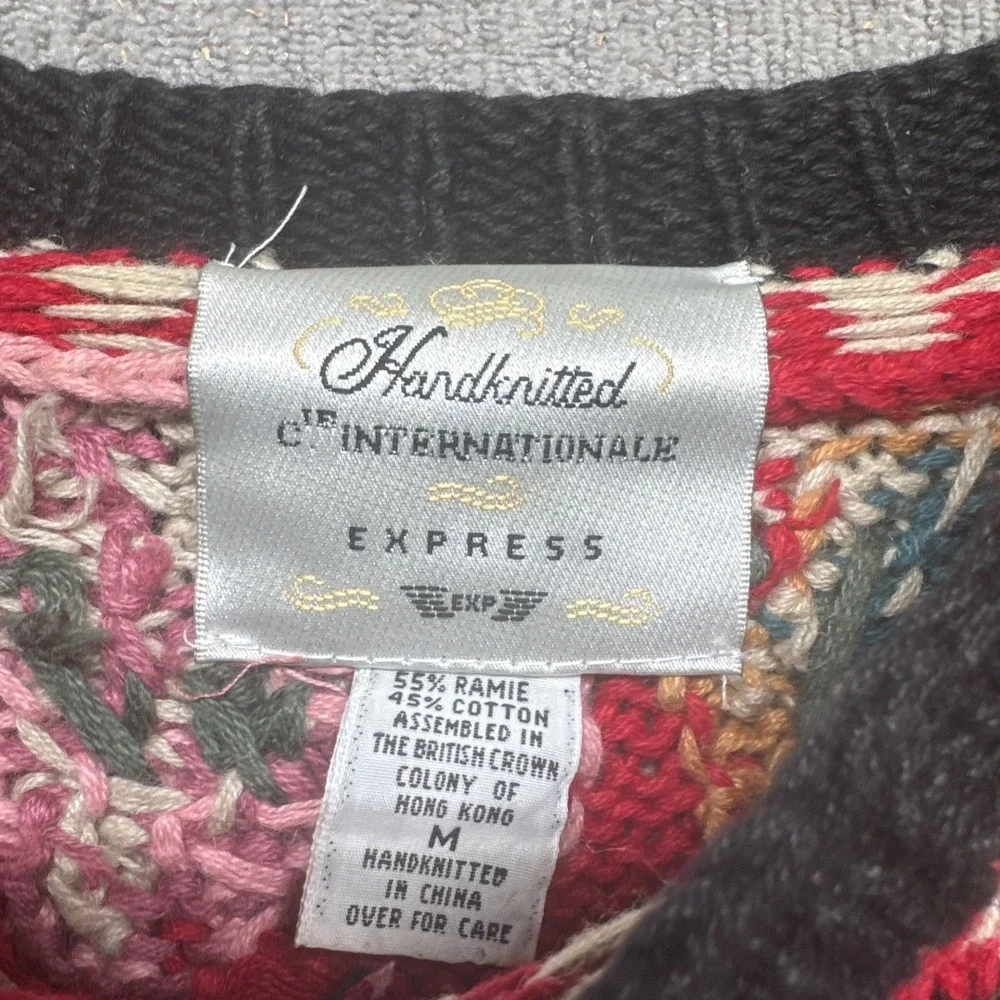 Handknitted
CIE INTERNATIONALE
EXPRESS
EXP
55% RAMIE
45% COTTON
ASSEMBLED IN
THE BRITISH CROWN
COLONY OF
HONG KONG
M
HANDKNITTED
IN CHINA
OVER FOR CARE